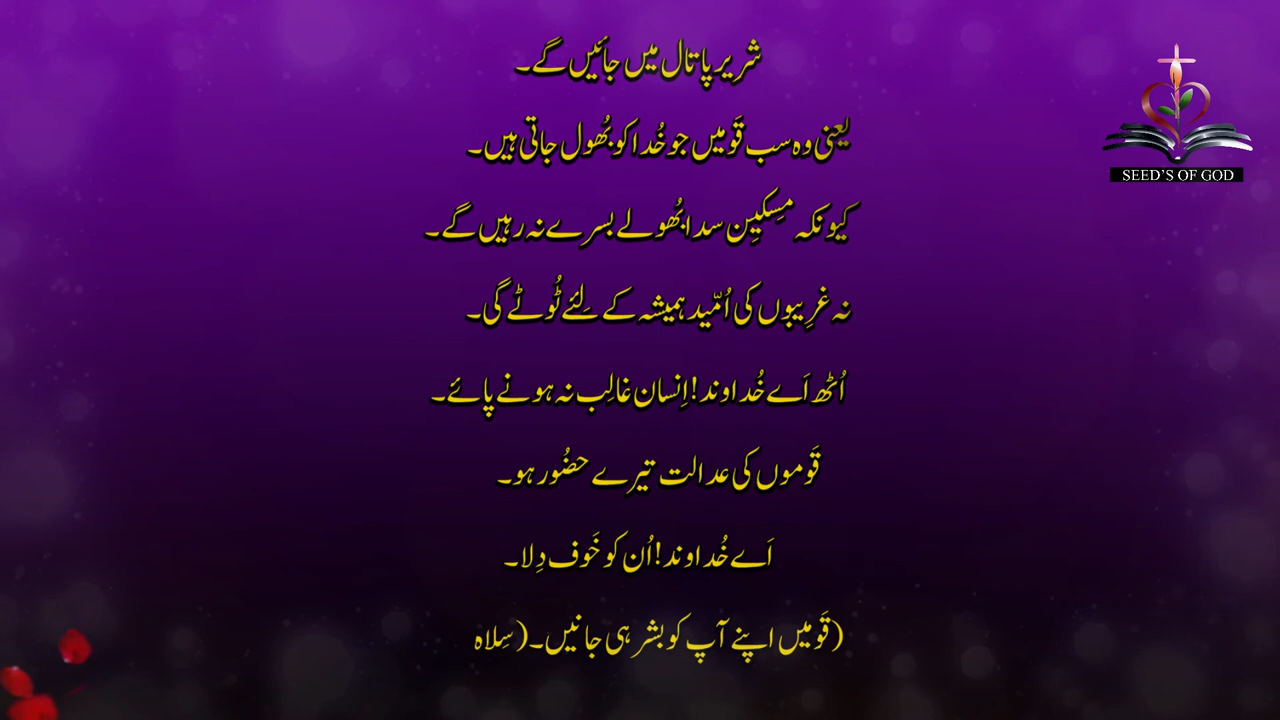 شرِیر پاتال میں جائیں گے۔
یعنی وہ سب قَومیں جو خُدا کو بُھول جاتی ہیں۔
کیونکہ مِسکِین سدا بُھولے بسرے نہ رہیں گے۔
نہ غرِیبوں کی اُمّید ہمیشہ کے لِئے ٹُوٹے گی۔
اُٹھ اَے خُداوند! اِنسان غالِب نہ ہونے پائے۔
قَوموں کی عدالت تیرے حضُور ہو۔
اَے خُداوند! اُن کو خَوف دِلا۔
(قَومیں اپنے آپ کو بشر ہی جانیں۔ (سِلاہ
SEED'S OF GOD